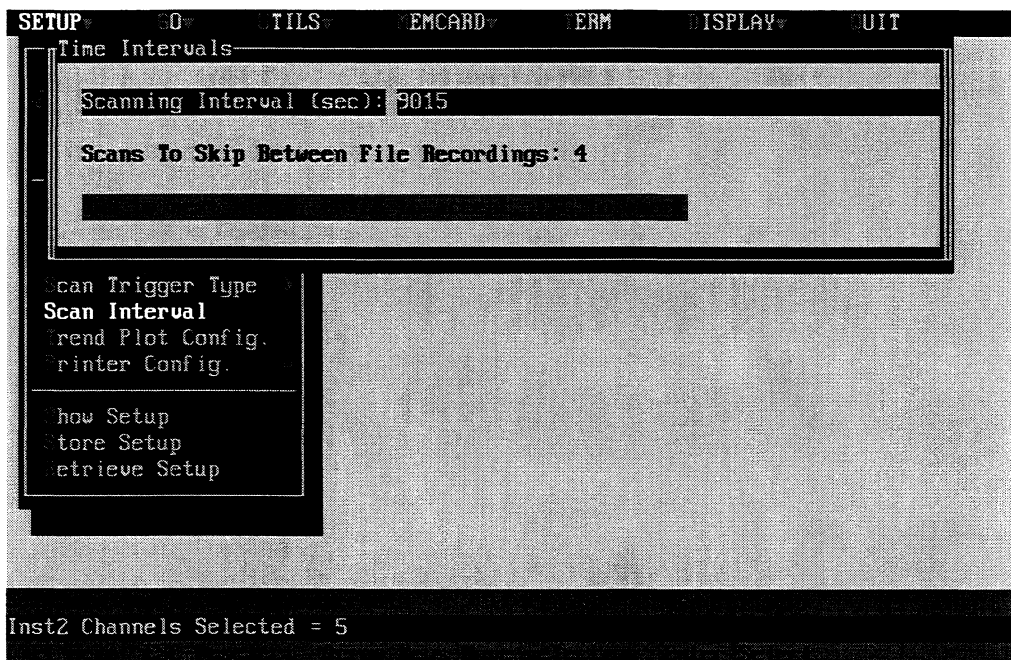 SETUP O TILS EMCARD ERM ISPLAY UIT
Time Intervals
Scanning Interval (sec): 9015
Scans To Skip Between File Recordings: 4
can Trigger Type
Scan Interval
rend Plot Config.
rinter Config.
how Setup
tore Setup
etrieve Setup
Inst2 Channels Selected = 5